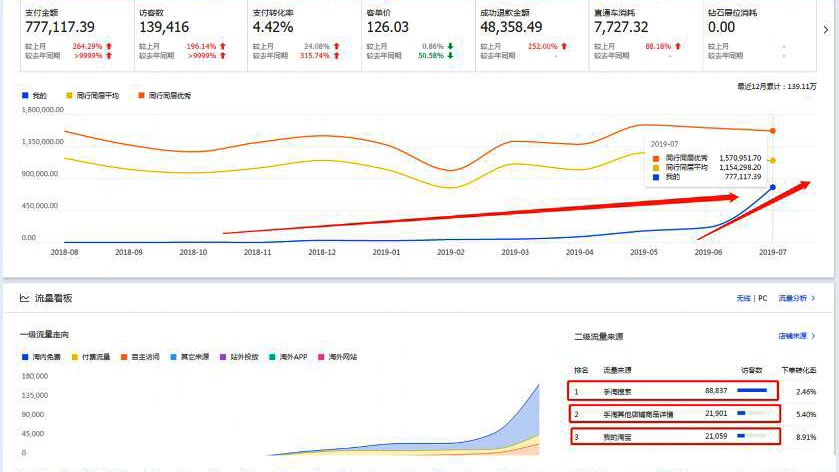 支付金额 访客数 支付转化率 客单价 成功退款金额 直通车消耗 钻石展位消耗
777,117.39 139,416 4.42% 126.03 48,358.49 7,727.32 0.00
较上月 264.29% 较上月 196.14% 较上月 24.08% 较上月 0.86% 较上月 252.00% 较上月 88.18% 较上月 -
较去年同期 >9999% 较去年同期 >9999% 较去年同期 315.74% 较去年同期 50.58% 较去年同期 - 较去年同期 - 较去年同期 -
最近12月累计：139.11万
我的 同行同层平均 同行同层优秀
1,800,000.00
1,350,000.00
900,000.00
450,000.00
0.00
2019-07
同行同层优秀 1,570,951.70
同行同层平均 1,154,298.20
我的 777,117.39
2018-08 2018-09 2018-10 2018-11 2018-12 2019-01 2019-02 2019-03 2019-04 2019-05 2019-06 2019-07
流量看板 无线 | PC 流量分析 >
一级流量走向
淘内免费 付费流量 自主访问 其它来源 站外投放 淘外APP 淘外网站
180,000
135,000
90,000
45,000
0
二级流量来源 店铺来源 >
排名 流量来源 访客数 下单转化率
1 手淘搜索 88,837 2.46%
2 手淘其他店铺商品详情 21,901 5.40%
3 我的淘宝 21,059 8.91%